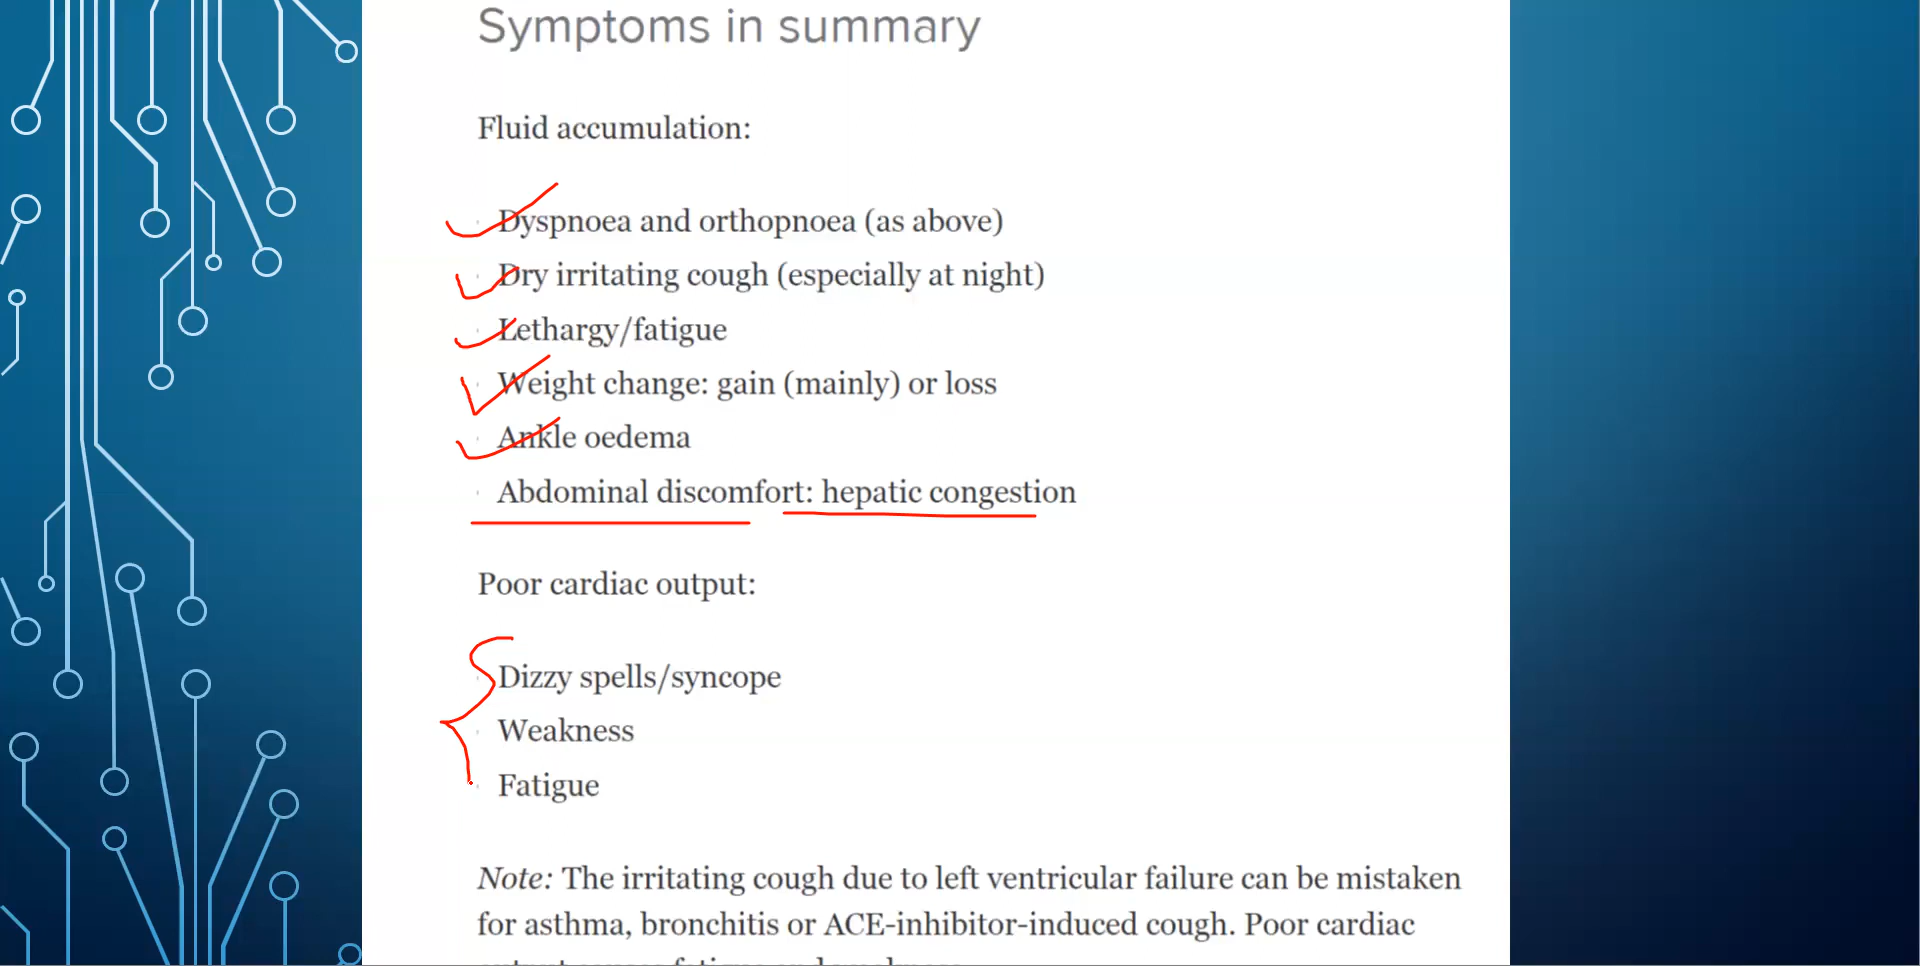 Symptoms in summary
Fluid accumulation:
Dyspnoea and orthopnoea (as above)
Dry irritating cough (especially at night)
Lethargy/fatigue
Weight change: gain (mainly) or loss
Ankle oedema
Abdominal discomfort: hepatic congestion
Poor cardiac output:
Dizzy spells/syncope
Weakness
Fatigue
Note: The irritating cough due to left ventricular failure can be mistaken
for asthma, bronchitis or ACE-inhibitor-induced cough. Poor cardiac